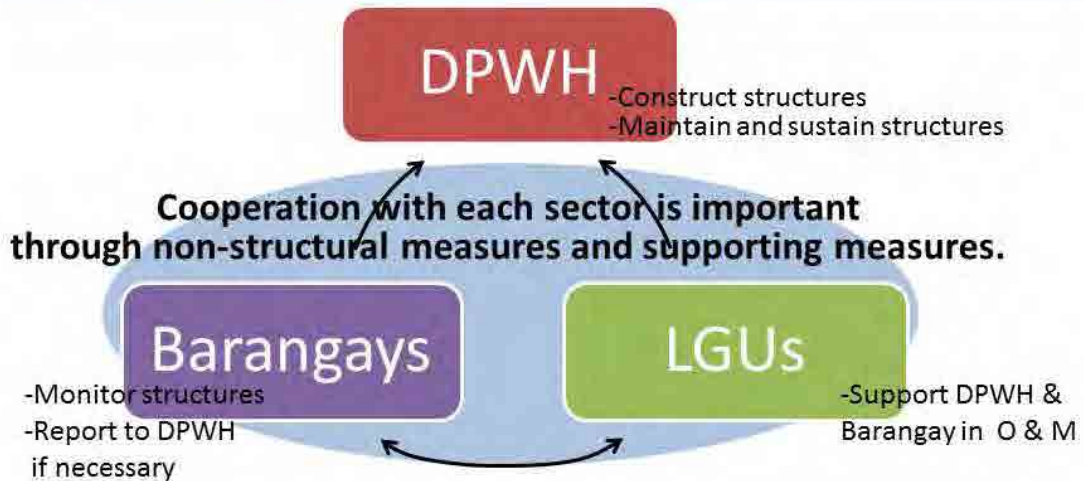 DPWH
-Construct structures
-Maintain and sustain structures
Cooperation with each sector is important
through non-structural measures and supporting measures.
Barangays
-Monitor structures
-Report to DPWH
if necessary
LGUs
-Support DPWH &
Barangay in O & M